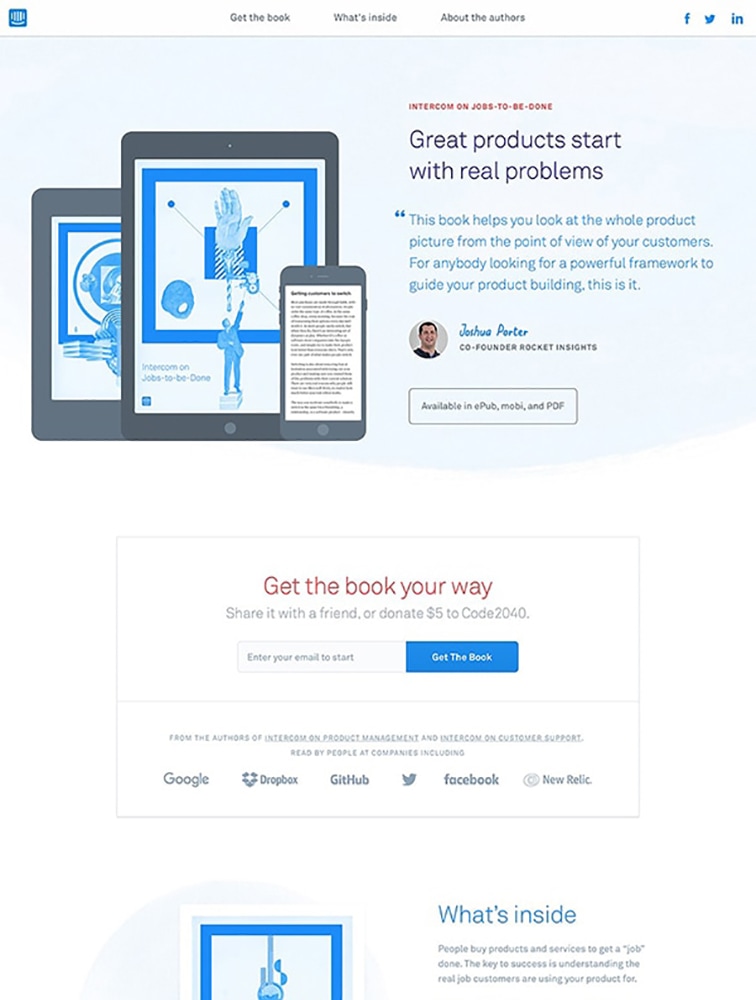 Get the book What's inside About the authors
INTERCOM ON JOBS-TO-BE-DONE
Great products start
with real problems
“ This book helps you look at the whole product
picture from the point of view of your customers.
For anybody looking for a powerful framework to
guide your product building, this is it.
Joshua Porter
CO-FOUNDER ROCKET INSIGHTS
Available in ePub, mobi, and PDF
Intercom on
Jobs-to-be-Done
Getting customers to switch
Get the book your way
Share it with a friend, or donate $5 to Code2040.
Enter your email to start Get The Book
FROM THE AUTHORS OF INTERCOM ON PRODUCT MANAGEMENT AND INTERCOM ON CUSTOMER SUPPORT.
READ BY PEOPLE AT COMPANIES INCLUDING
Google Dropbox GitHub facebook New Relic.
What's inside
People buy products and services to get a “job”
done. The key to success is understanding the
real job customers are using your product for.